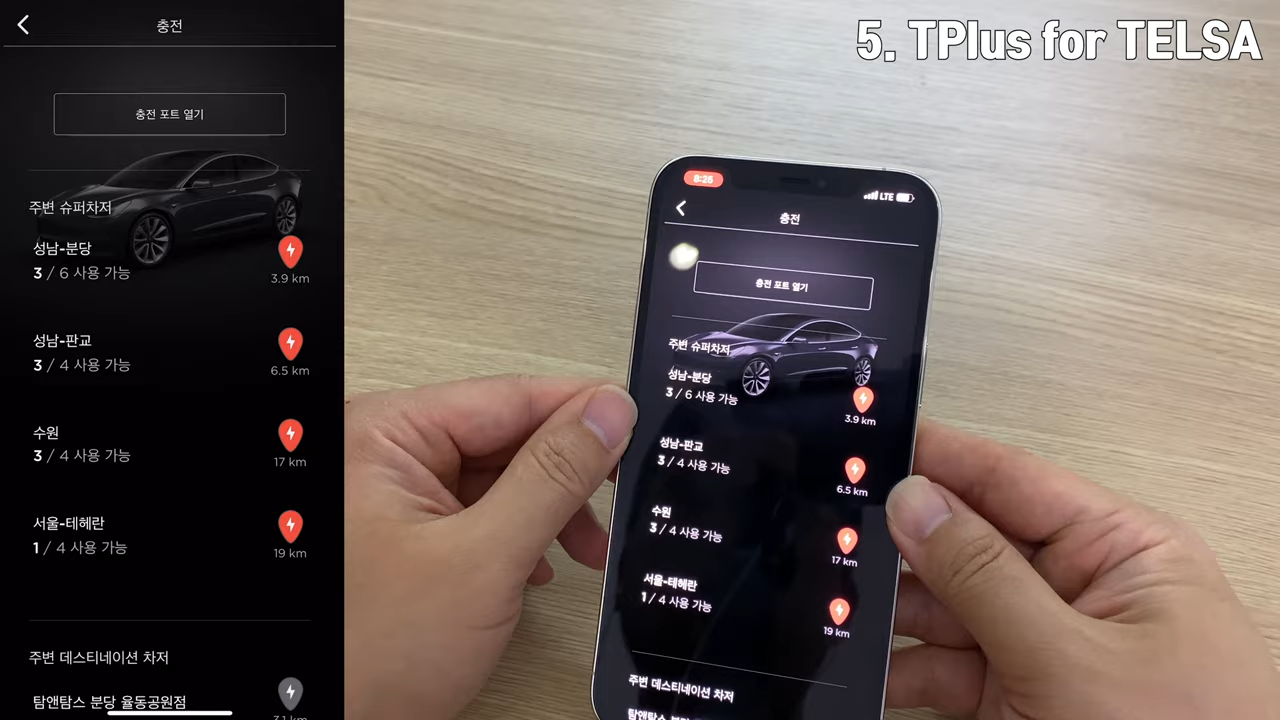 충전
충전 포트 열기
주변 슈퍼차저
성남-분당
3 / 6 사용 가능
3.9 km
성남-판교
3 / 4 사용 가능
6.5 km
수원
3 / 4 사용 가능
17 km
서울-테헤란
1 / 4 사용 가능
19 km
주변 데스티네이션 차저
탐앤탐스 분당 율동공원점
3.1 km
5. TPlus for TELSA
8:26
LTE
충전
충전 포트 열기
주변 슈퍼차저
성남-분당
3 / 6 사용 가능
3.9 km
성남-판교
3 / 4 사용 가능
6.5 km
수원
3 / 4 사용 가능
17 km
서울-테헤란
1 / 4 사용 가능
19 km
주변 데스티네이션 차저